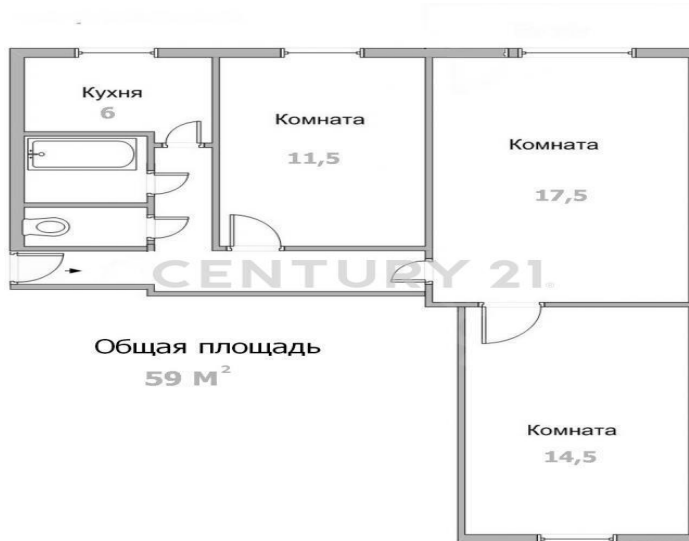 Кухня
6
Комната
11,5
Комната
17,5
CENTURY 21.
Общая площадь
59 М²
Комната
14,5